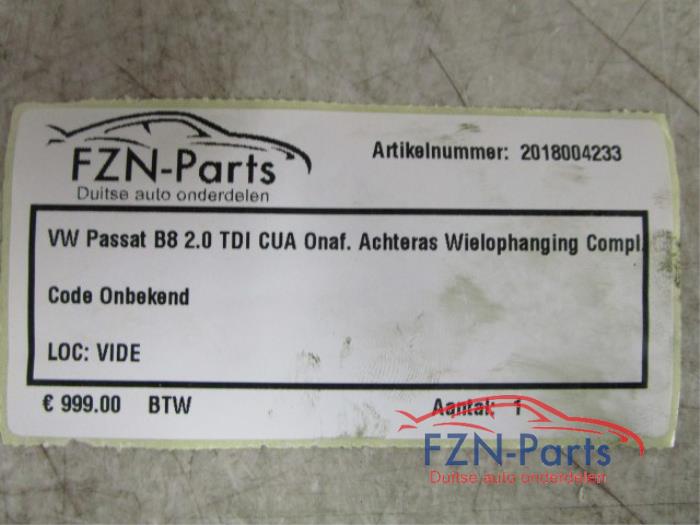 FZN-Parts
Duitse auto onderdelen
Artikelnummer: 2018004233
VW Passat B8 2.0 TDI CUA Onaf. Achteras Wielophanging Compl.
Code Onbekend
LOC: VIDE
€ 999.00 BTW
Aantal: 1
FZN-Parts
Duitse auto onderdelen